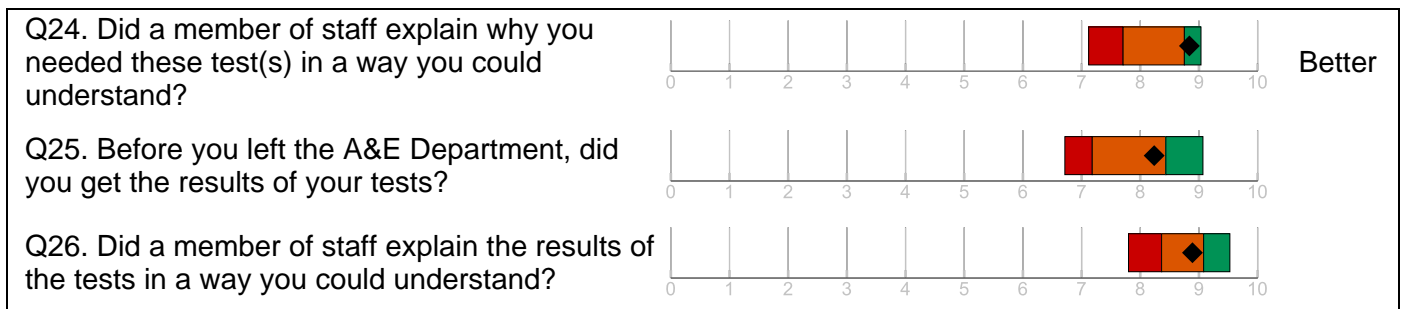 Q24. Did a member of staff explain why you
needed these test(s) in a way you could
understand?
0 1 2 3 4 5 6 7 8 9 10
Better
Q25. Before you left the A&E Department, did
you get the results of your tests?
0 1 2 3 4 5 6 7 8 9 10
Q26. Did a member of staff explain the results of
the tests in a way you could understand?
0 1 2 3 4 5 6 7 8 9 10